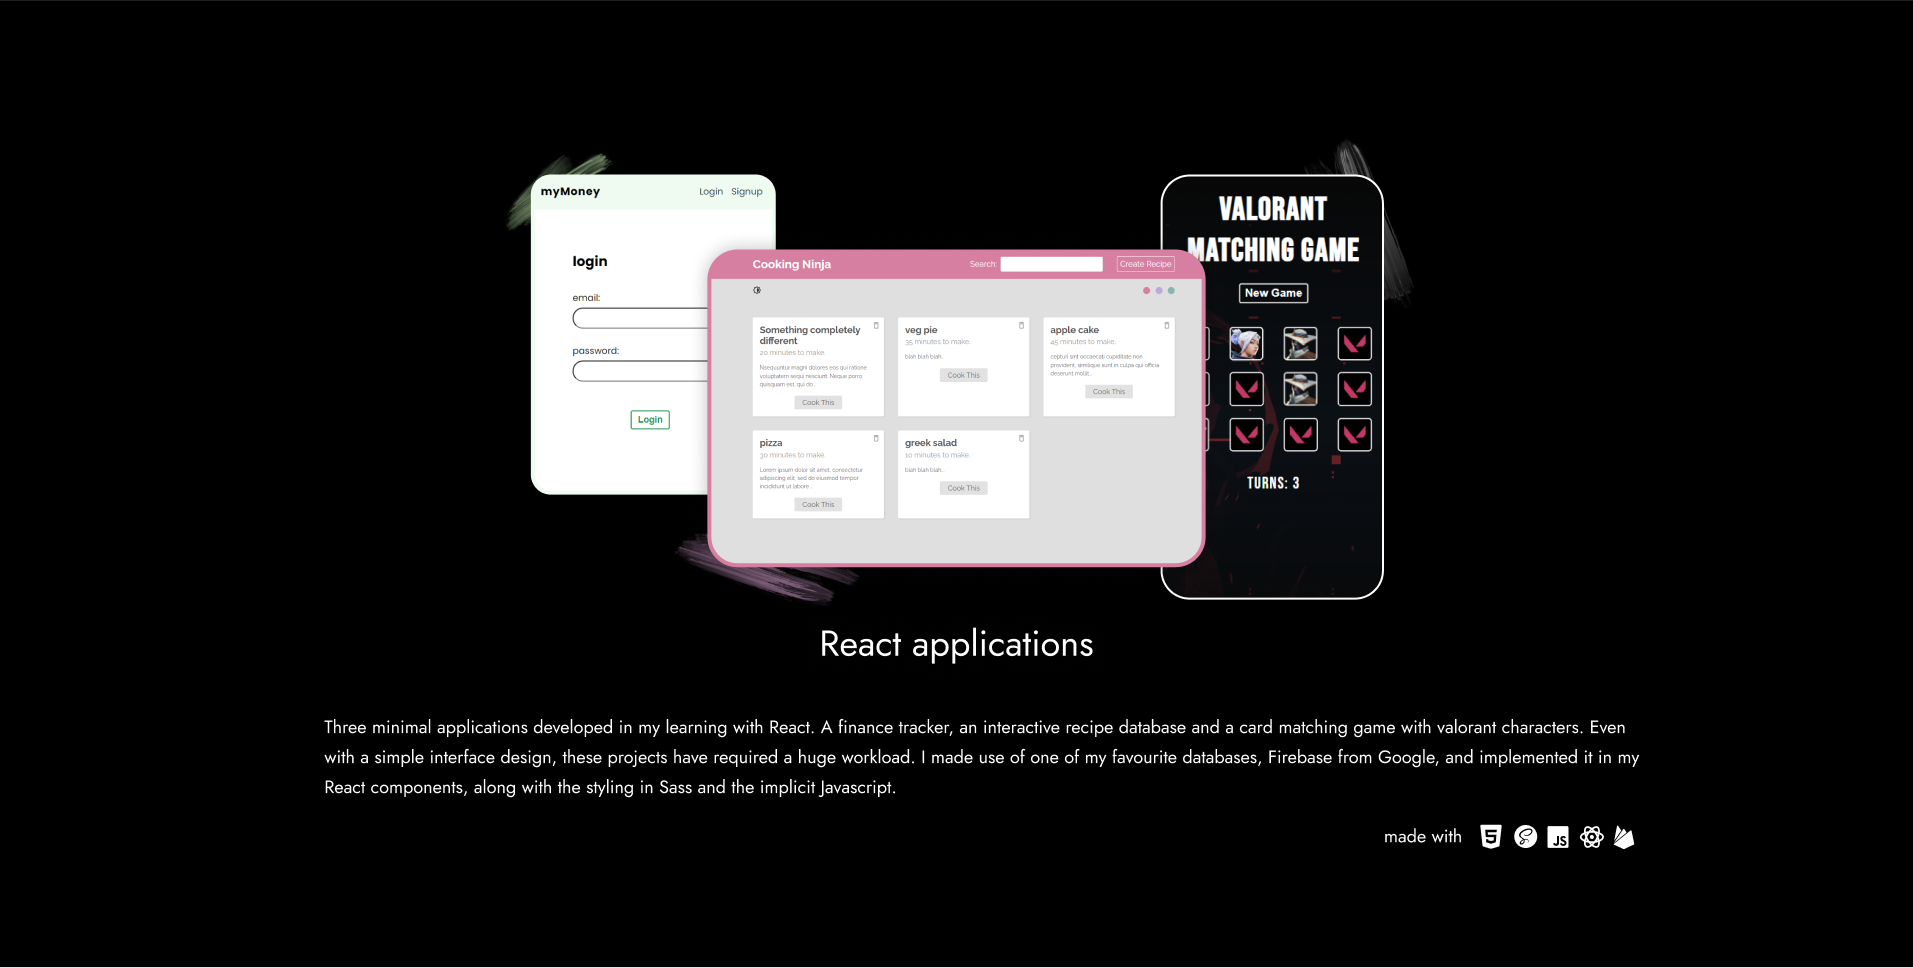 myMoney
Login Signup
login
email:
password:
Login
Cooking Ninja
Search:
Create Recipe
Something completely
different
20 minutes to make.
Nsequuntur magni dolores eos qui ratione
voluptatem sequi nesciunt. Neque porro
quisquam est, qui do...
Cook This
veg pie
35 minutes to make.
blah blah blah...
Cook This
apple cake
45 minutes to make.
cepturi sint occaecati cupiditate non
provident, similique sunt in culpa qui officia
deserunt mollit...
Cook This
pizza
30 minutes to make.
Lorem ipsum dolor sit amet, consectetur
adipiscing elit, sed do eiusmod tempor
incididunt ut labore ...
Cook This
greek salad
10 minutes to make.
blah blah blah...
Cook This
VALORANT
MATCHING GAME
New Game
TURNS: 3
React applications
Three minimal applications developed in my learning with React. A finance tracker, an interactive recipe database and a card matching game with valorant characters. Even
with a simple interface design, these projects have required a huge workload. I made use of one of my favourite databases, Firebase from Google, and implemented it in my
React components, along with the styling in Sass and the implicit Javascript.
made with
5
JS